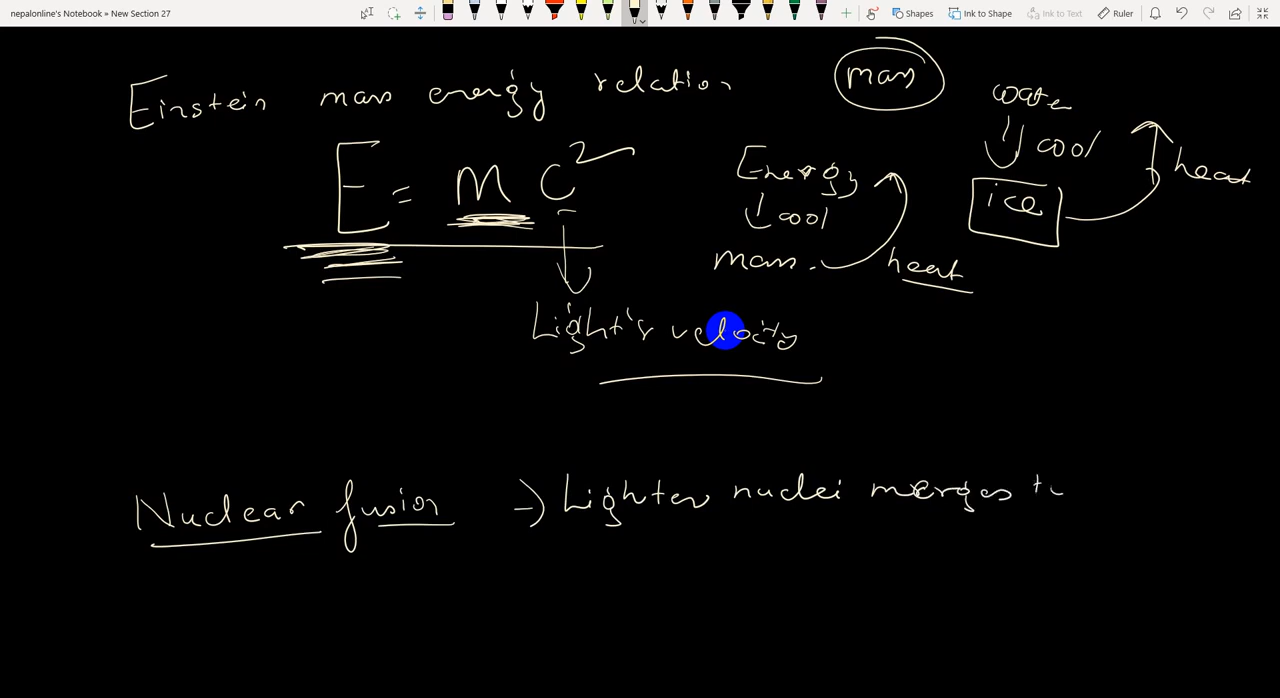 nepalonline's Notebook > New Section 27
Shapes
Ink to Shape
Ink to Text
Ruler
Einstein mass energy relation
mass
E = mc²
Light's velocity
Energy
cool
mass
heat
water
cool
ice
heat
Nuclear fusion → Lighter nuclei merges t